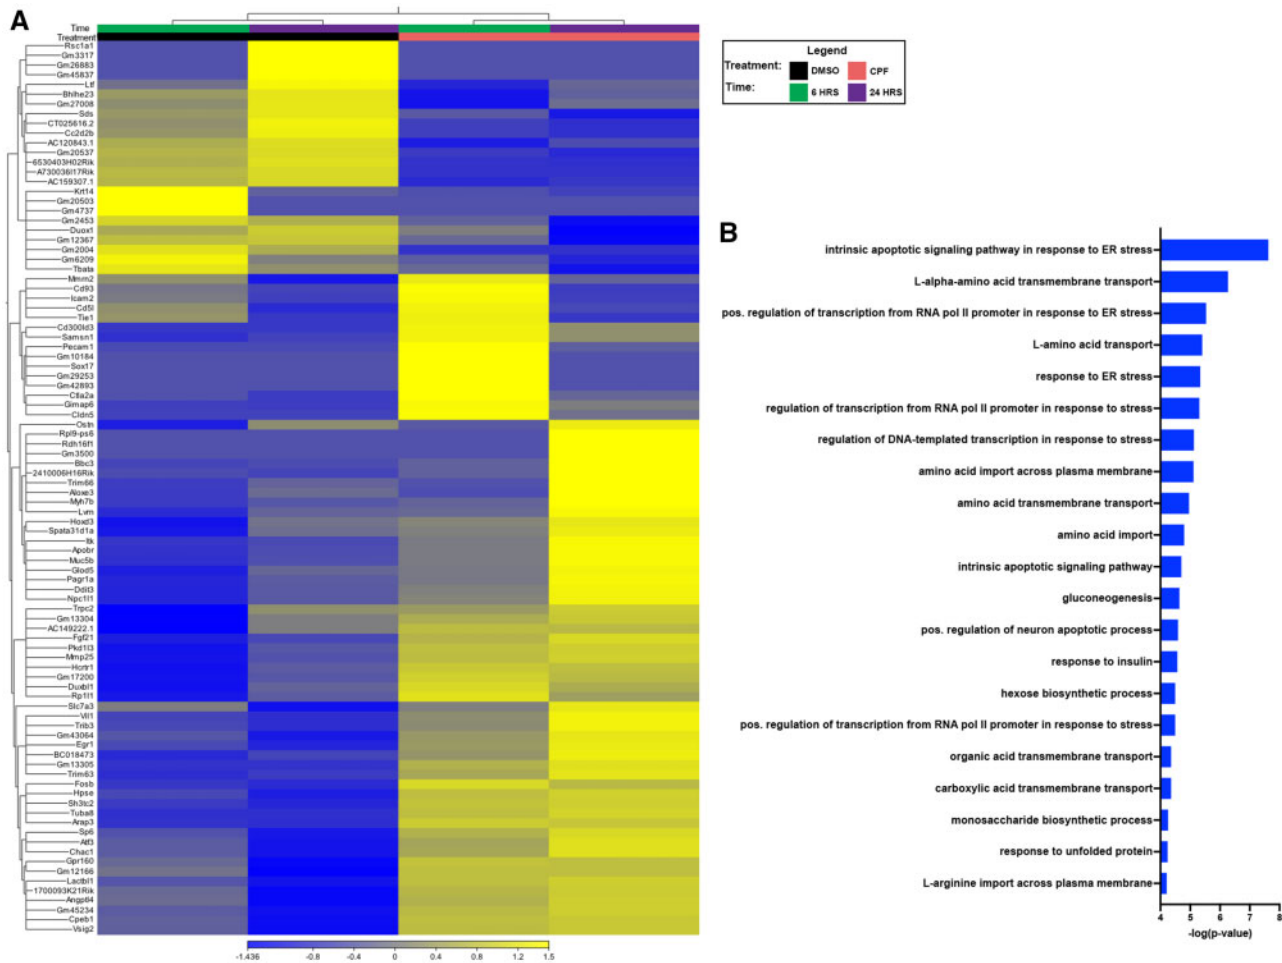 A
Time
Treatment
Rsc1a1
Gm3317
Gm26883
Gm45837
Ltf
Bhlhe23
Gm27008
Sds
CT025616.2
Cc2d2b
AC120843.1
Gm20537
6530403H02Rik
A730036I17Rik
AC159307.1
Krt14
Gm20503
Gm4737
Gm2453
Duox1
Gm12367
Gm2004
Gm6209
Tbata
Mmrn2
Cd93
Icam2
Cd5l
Tie1
Cd300ld3
Samsn1
Pecam1
Gm10184
Sox17
Gm29253
Gm42893
Ctla2a
Gimap6
Cldn5
Ostn
Rpl9-ps6
Rdh16f1
Gm3500
Bbc3
2410006H16Rik
Trim66
Aloxe3
Myh7b
Lvrn
Hoxd3
Spata31d1a
Itk
Apobr
Muc5b
Glod5
Pagr1a
Ddit3
Npc1l1
Trpc2
Gm13304
AC149222.1
Fgf21
Pkd1l3
Mmp25
Hcrtr1
Gm17200
Duxbl1
Rp1l1
Slc7a3
Vil1
Trib3
Gm43064
Egr1
BC018473
Gm13305
Trim63
Fosb
Hpse
Sh3tc2
Tuba8
Arap3
Sp6
Atf3
Chac1
Gpr160
Gm12166
Lactbl1
1700093K21Rik
Angptl4
Gm45234
Cpeb1
Vsig2
-1.436 -0.8 -0.4 0 0.4 0.8 1.2 1.5
Legend
Treatment: DMSO CPF
Time: 6 HRS 24 HRS
B
intrinsic apoptotic signaling pathway in response to ER stress
L-alpha-amino acid transmembrane transport
pos. regulation of transcription from RNA pol II promoter in response to ER stress
L-amino acid transport
response to ER stress
regulation of transcription from RNA pol II promoter in response to stress
regulation of DNA-templated transcription in response to stress
amino acid import across plasma membrane
amino acid transmembrane transport
amino acid import
intrinsic apoptotic signaling pathway
gluconeogenesis
pos. regulation of neuron apoptotic process
response to insulin
hexose biosynthetic process
pos. regulation of transcription from RNA pol II promoter in response to stress
organic acid transmembrane transport
carboxylic acid transmembrane transport
monosaccharide biosynthetic process
response to unfolded protein
L-arginine import across plasma membrane
4 5 6 7 8
-log(p-value)